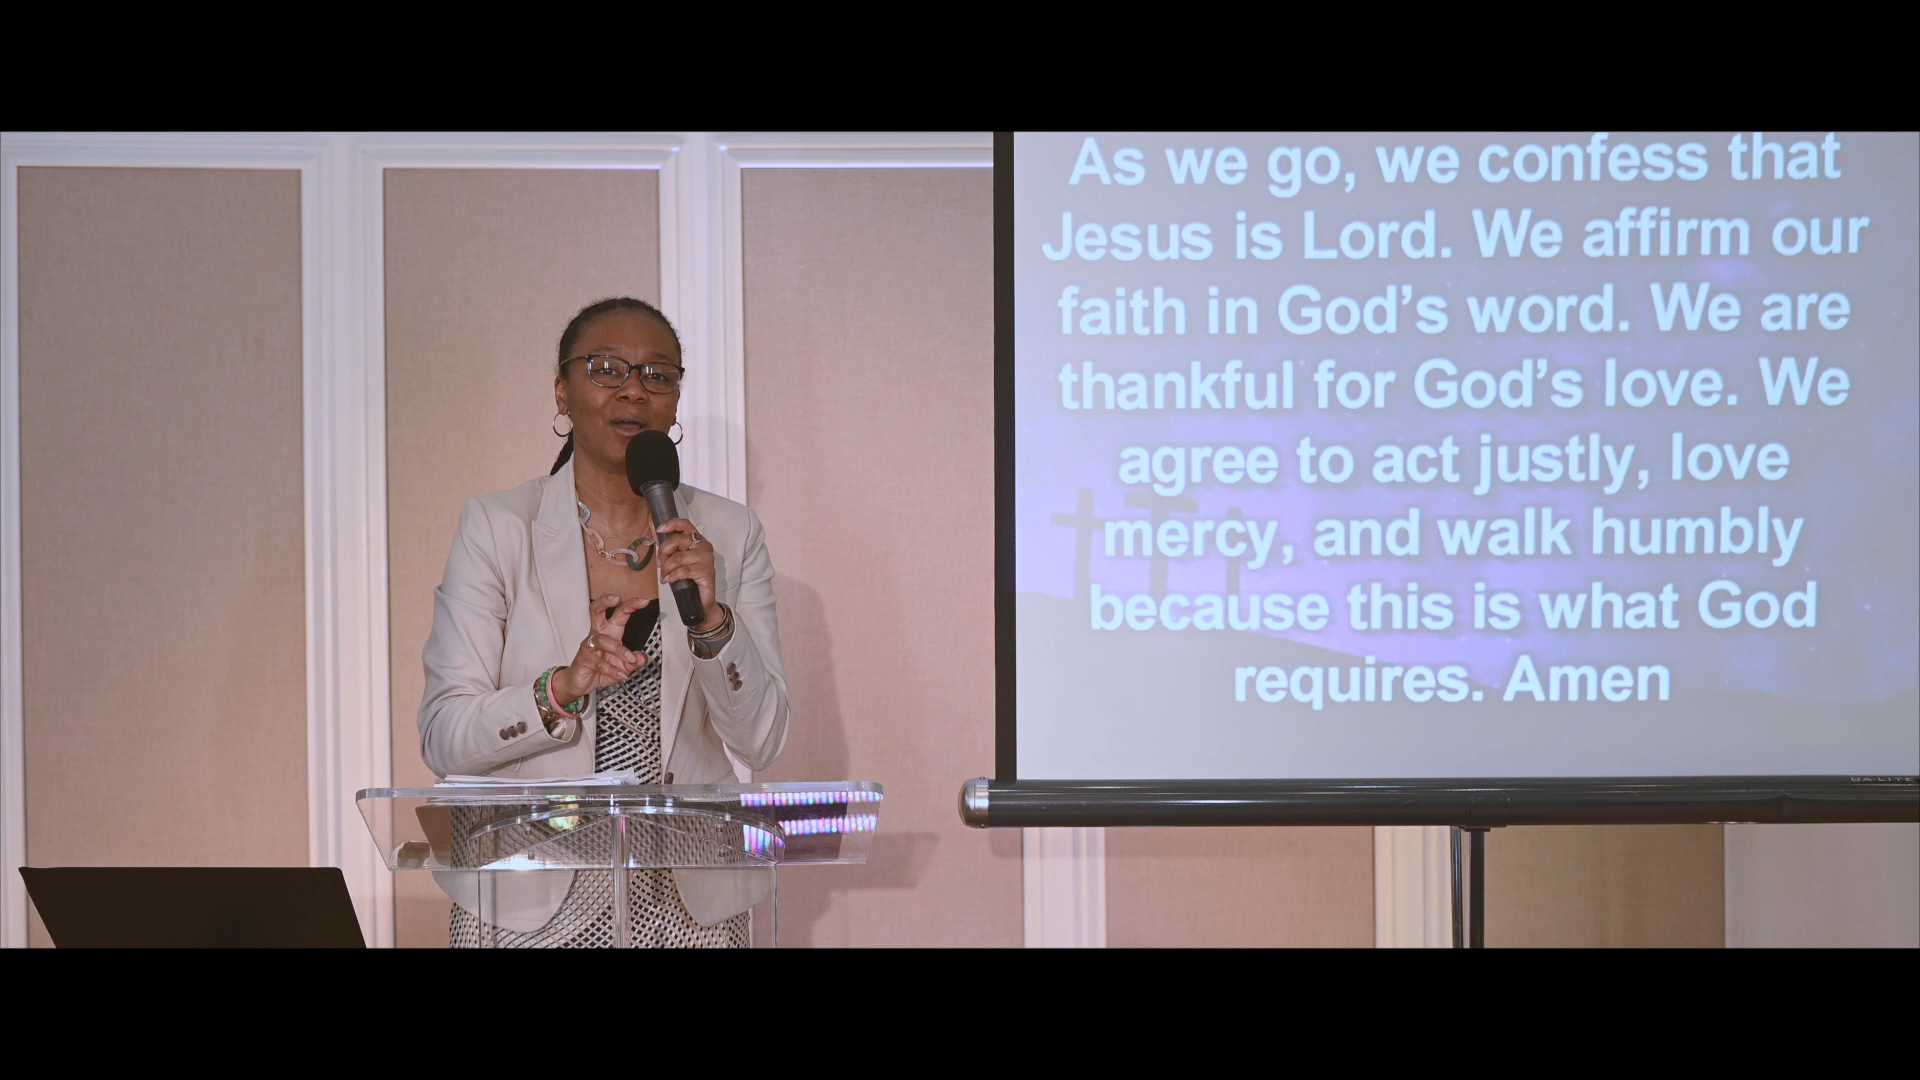 As we go, we confess that
Jesus is Lord. We affirm our
faith in God’s word. We are
thankful for God’s love. We
agree to act justly, love
mercy, and walk humbly
because this is what God
requires. Amen
DA-LITE